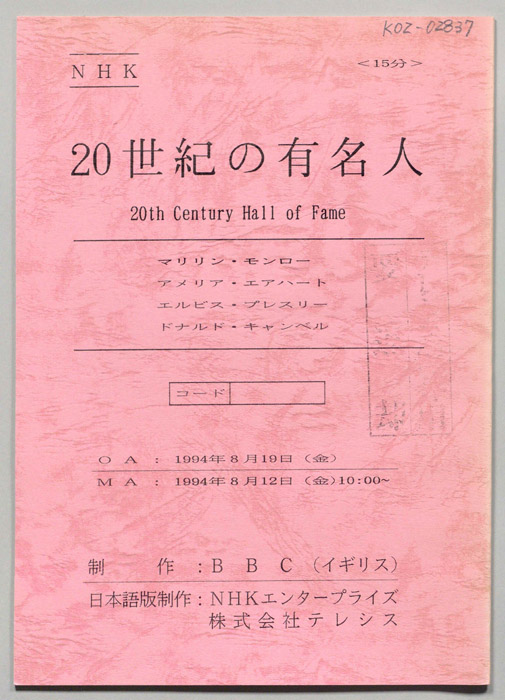 KOZ-02837
NHK
＜15分＞
20世紀の有名人
20th Century Hall of Fame
マリリン・モンロー
アメリア・エアハート
エルビス・プレスリー
ドナルド・キャンベル
コード
ＯＡ：1994年8月19日（金）
ＭＡ：1994年8月12日（金）10:00~
制作：ＢＢＣ（イギリス）
日本語版制作：ＮＨＫエンタープライズ
株式会社テレシス